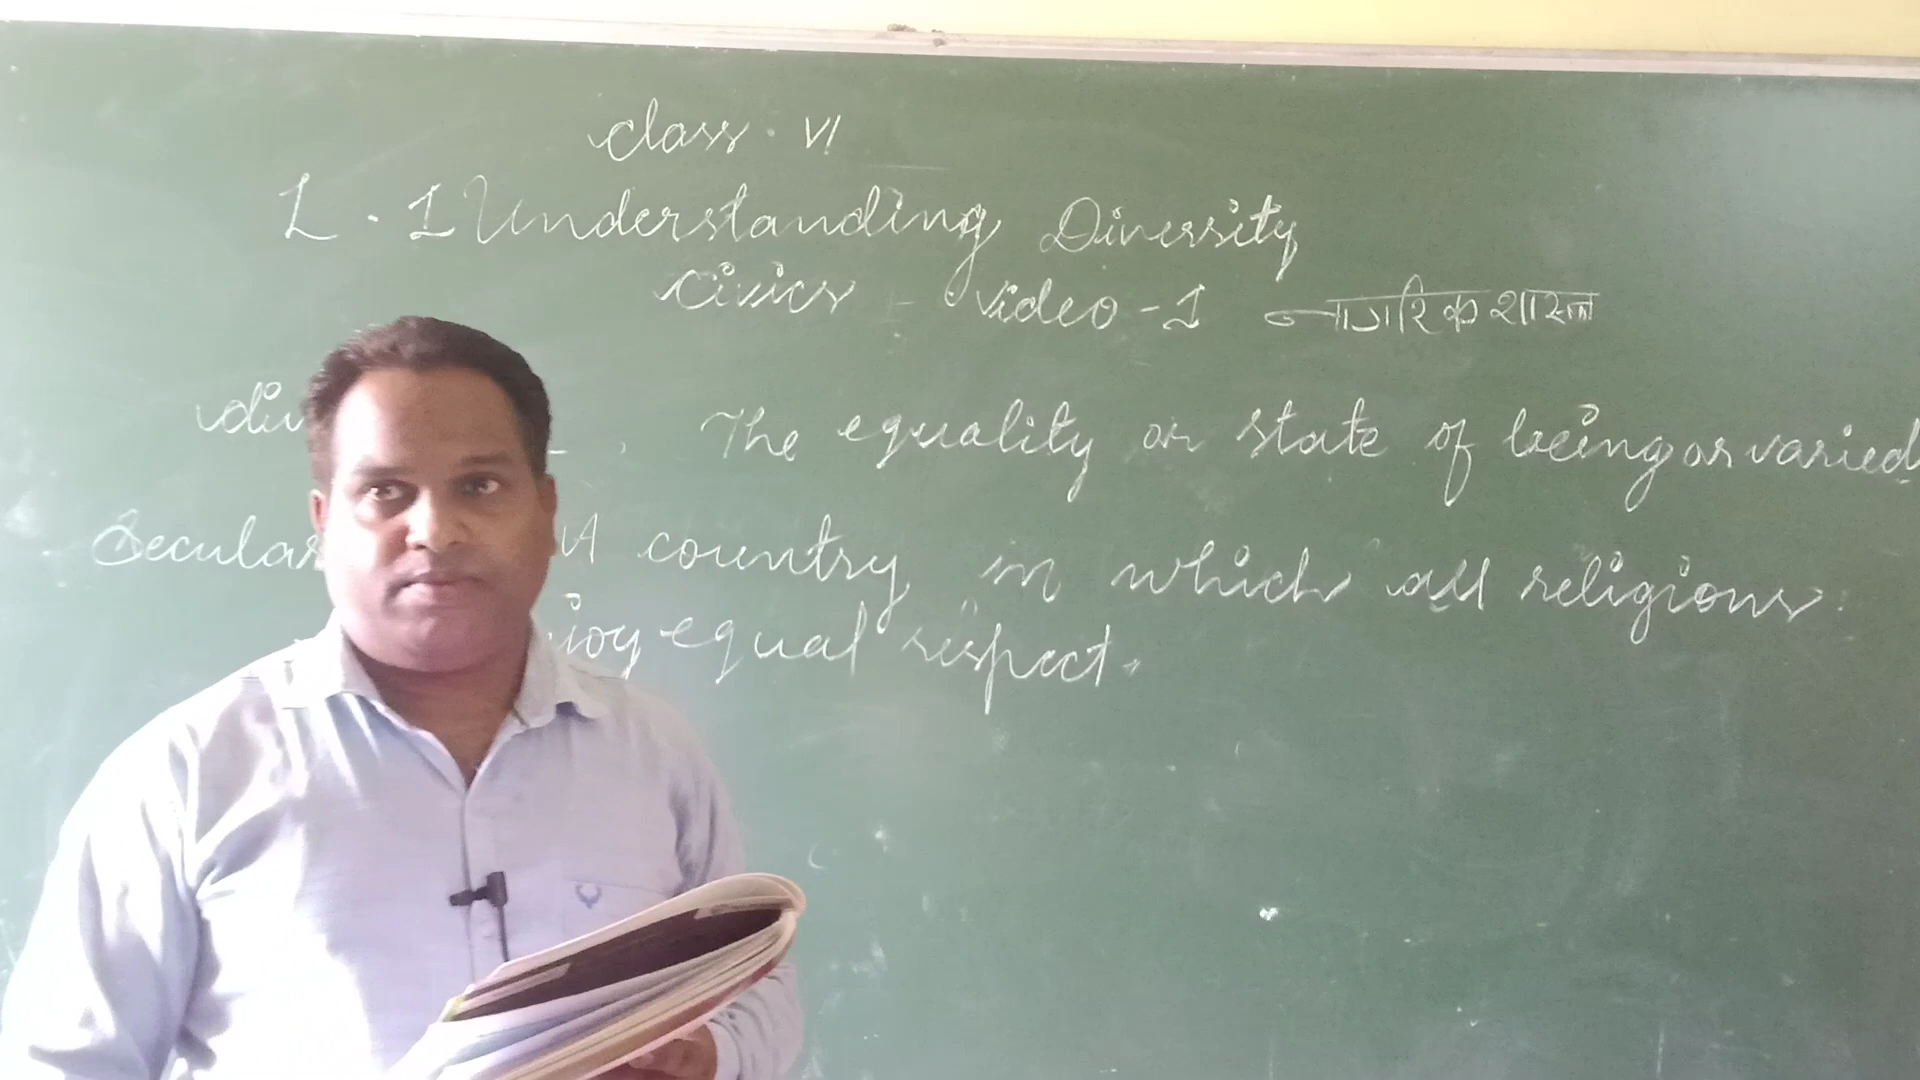 class. VI
L. 1 Understanding Diversity
Civics - Video - 1 नागरिक शास्त्र
The equality or state of being or varied
Secular A country in which all religions
equal respect.